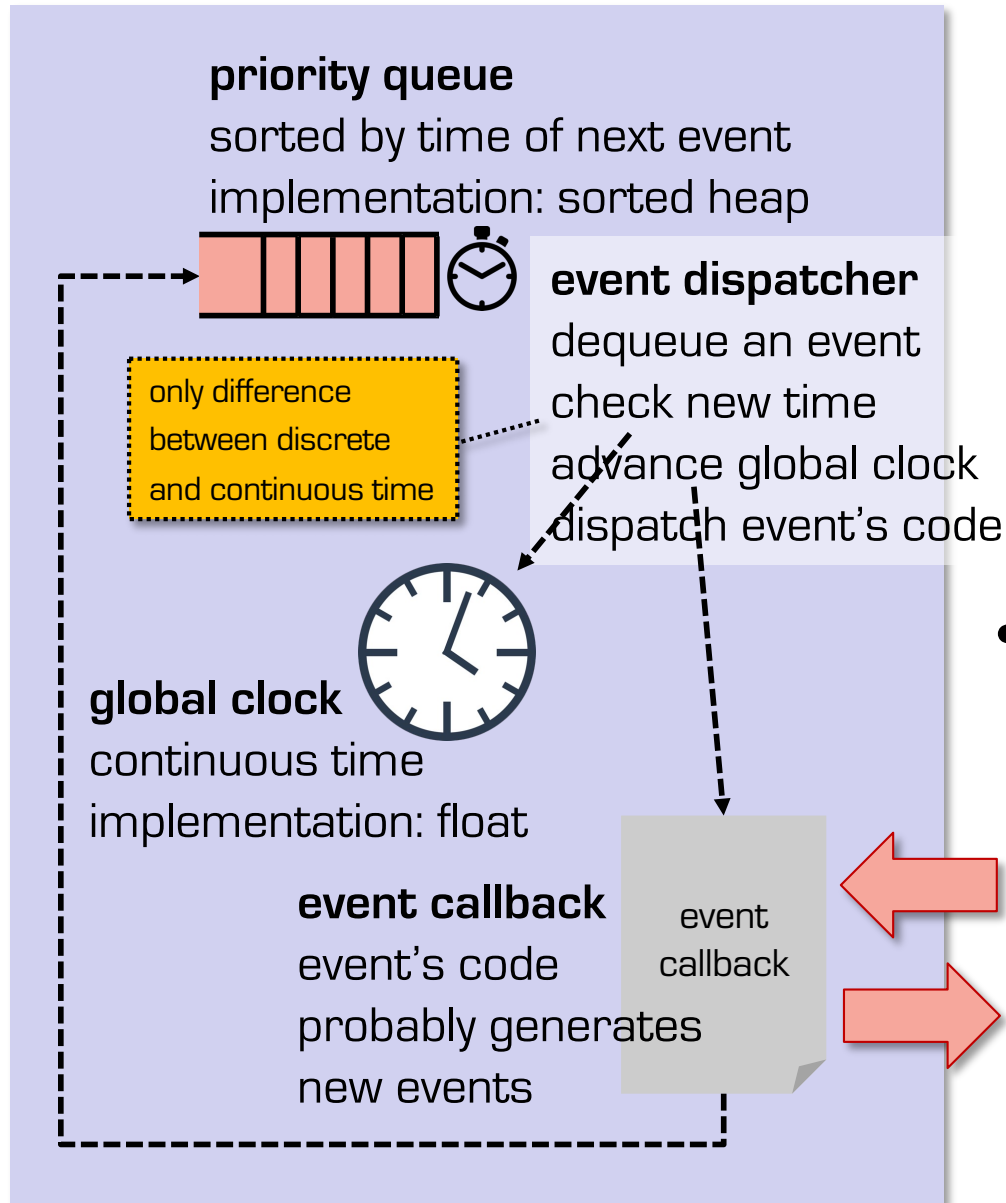 priority queue
sorted by time of next event
implementation: sorted heap
event dispatcher
dequeue an event
check new time
advance global clock
dispatch event's code
only difference
between discrete
and continuous time
global clock
continuous time
implementation: float
event callback
event's code
probably generates
new events
event
callback